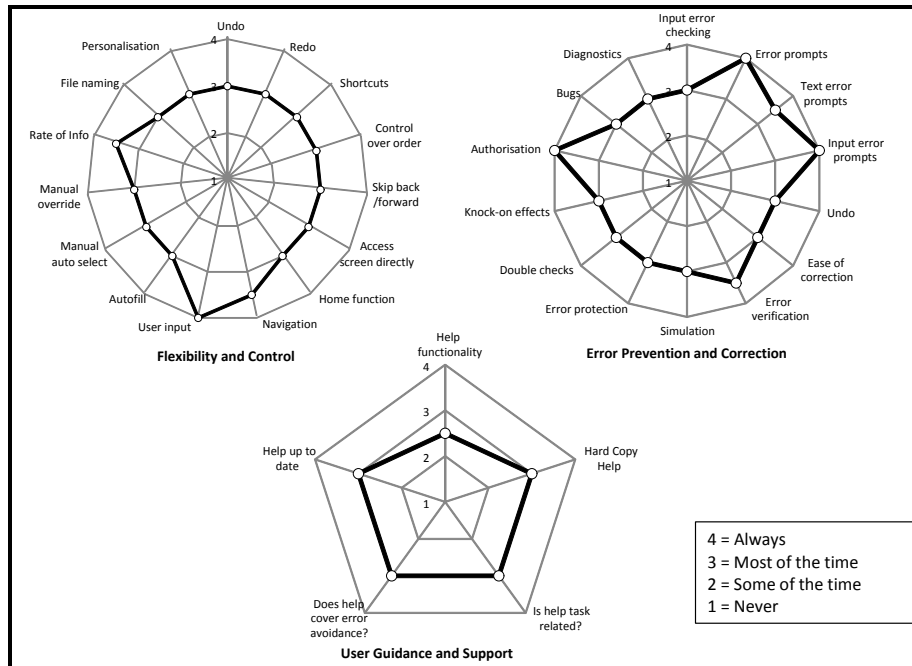 Undo
Redo
Shortcuts
Control
over order
Skip back
/forward
Access
screen directly
Home function
Navigation
User input
Autofill
Manual
auto select
Manual
override
Rate of Info
File naming
Personalisation
4
3
2
1
Flexibility and Control
Input error
checking
Error prompts
Text error
prompts
Input error
prompts
Undo
Ease of
correction
Error
verification
Simulation
Error protection
Double checks
Knock-on effects
Authorisation
Bugs
Diagnostics
4
3
2
1
Error Prevention and Correction
Help
functionality
Hard Copy
Help
Is help task
related?
Does help
cover error
avoidance?
Help up to
date
4
3
2
1
User Guidance and Support
4 = Always
3 = Most of the time
2 = Some of the time
1 = Never